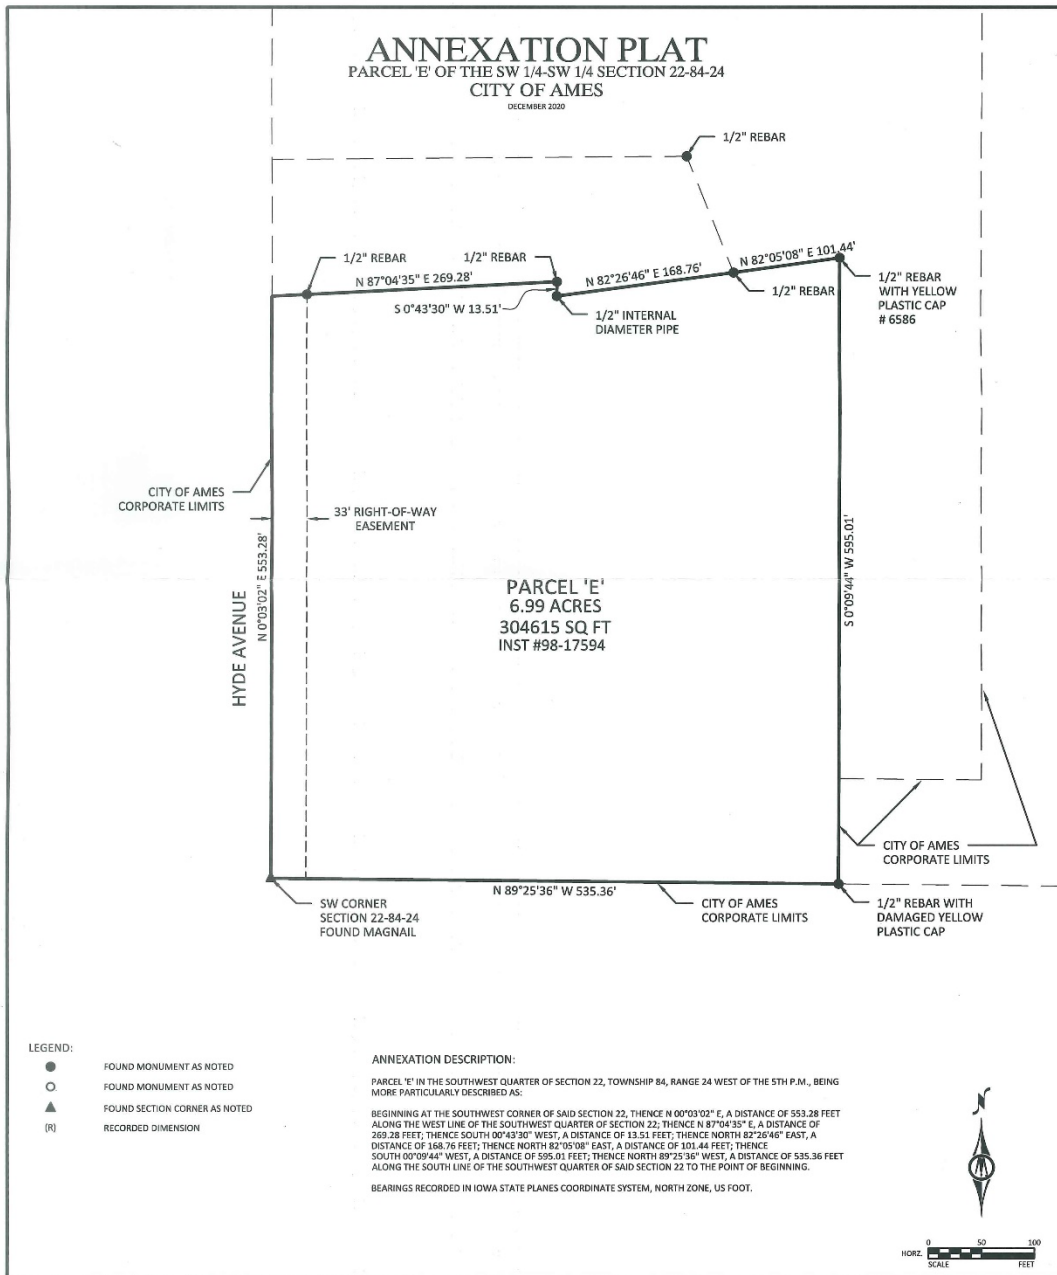 ANNEXATION PLAT
PARCEL 'E' OF THE SW 1/4-SW 1/4 SECTION 22-84-24
CITY OF AMES
DECEMBER 2020
1/2" REBAR
1/2" REBAR
1/2" REBAR
N 87°04'35" E 269.28'
N 82°26'46" E 168.76'
N 82°05'08" E 101.44'
1/2" REBAR
WITH YELLOW
PLASTIC CAP
# 6586
1/2" REBAR
S 0°43'30" W 13.51'
1/2" INTERNAL
DIAMETER PIPE
CITY OF AMES
CORPORATE LIMITS
33' RIGHT-OF-WAY
EASEMENT
HYDE AVENUE
N 0°03'02" E 553.28'
PARCEL 'E'
6.99 ACRES
304615 SQ FT
INST #98-17594
S 0°09'44" W 595.01'
CITY OF AMES
CORPORATE LIMITS
N 89°25'36" W 535.36'
SW CORNER
SECTION 22-84-24
FOUND MAGNAIL
CITY OF AMES
CORPORATE LIMITS
1/2" REBAR WITH
DAMAGED YELLOW
PLASTIC CAP
LEGEND:
FOUND MONUMENT AS NOTED
FOUND MONUMENT AS NOTED
FOUND SECTION CORNER AS NOTED
(R) RECORDED DIMENSION
ANNEXATION DESCRIPTION:
PARCEL 'E' IN THE SOUTHWEST QUARTER OF SECTION 22, TOWNSHIP 84, RANGE 24 WEST OF THE 5TH P.M., BEING
MORE PARTICULARLY DESCRIBED AS:
BEGINNING AT THE SOUTHWEST CORNER OF SAID SECTION 22, THENCE N 00°03'02" E, A DISTANCE OF 553.28 FEET
ALONG THE WEST LINE OF THE SOUTHWEST QUARTER OF SECTION 22; THENCE N 87°04'35" E, A DISTANCE OF
269.28 FEET; THENCE SOUTH 00°43'30" WEST, A DISTANCE OF 13.51 FEET; THENCE NORTH 82°26'46" EAST, A
DISTANCE OF 168.76 FEET; THENCE NORTH 82°05'08" EAST, A DISTANCE OF 101.44 FEET; THENCE
SOUTH 00°09'44" WEST, A DISTANCE OF 595.01 FEET; THENCE NORTH 89°25'36" WEST, A DISTANCE OF 535.36 FEET
ALONG THE SOUTH LINE OF THE SOUTHWEST QUARTER OF SAID SECTION 22 TO THE POINT OF BEGINNING.
BEARINGS RECORDED IN IOWA STATE PLANES COORDINATE SYSTEM, NORTH ZONE, US FOOT.
N
0 50 100
HORZ.
SCALE FEET